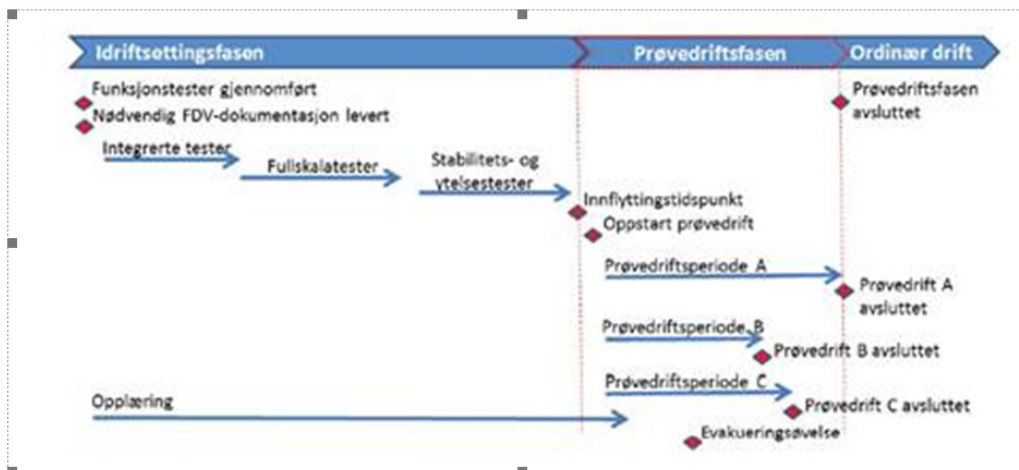 Idriftsettingsfasen
Prøvedriftsfasen
Ordinær drift
Funksjonstester gjennomført
Nødvendig FDV-dokumentasjon levert
Prøvedriftsfasen
avsluttet
Integrerte tester
Fullskalatester
Stabilitets- og
ytelsestester
Innflyttingstidspunkt
Oppstart prøvedrift
Prøvedriftsperiode A
Prøvedrift A
avsluttet
Prøvedriftsperiode B
Prøvedrift B avsluttet
Prøvedriftsperiode C
Opplæring
Prøvedrift C avsluttet
Evakueringsøvelse